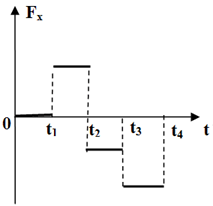 Fₓ
0 t₁ t₂ t₃ t₄ t